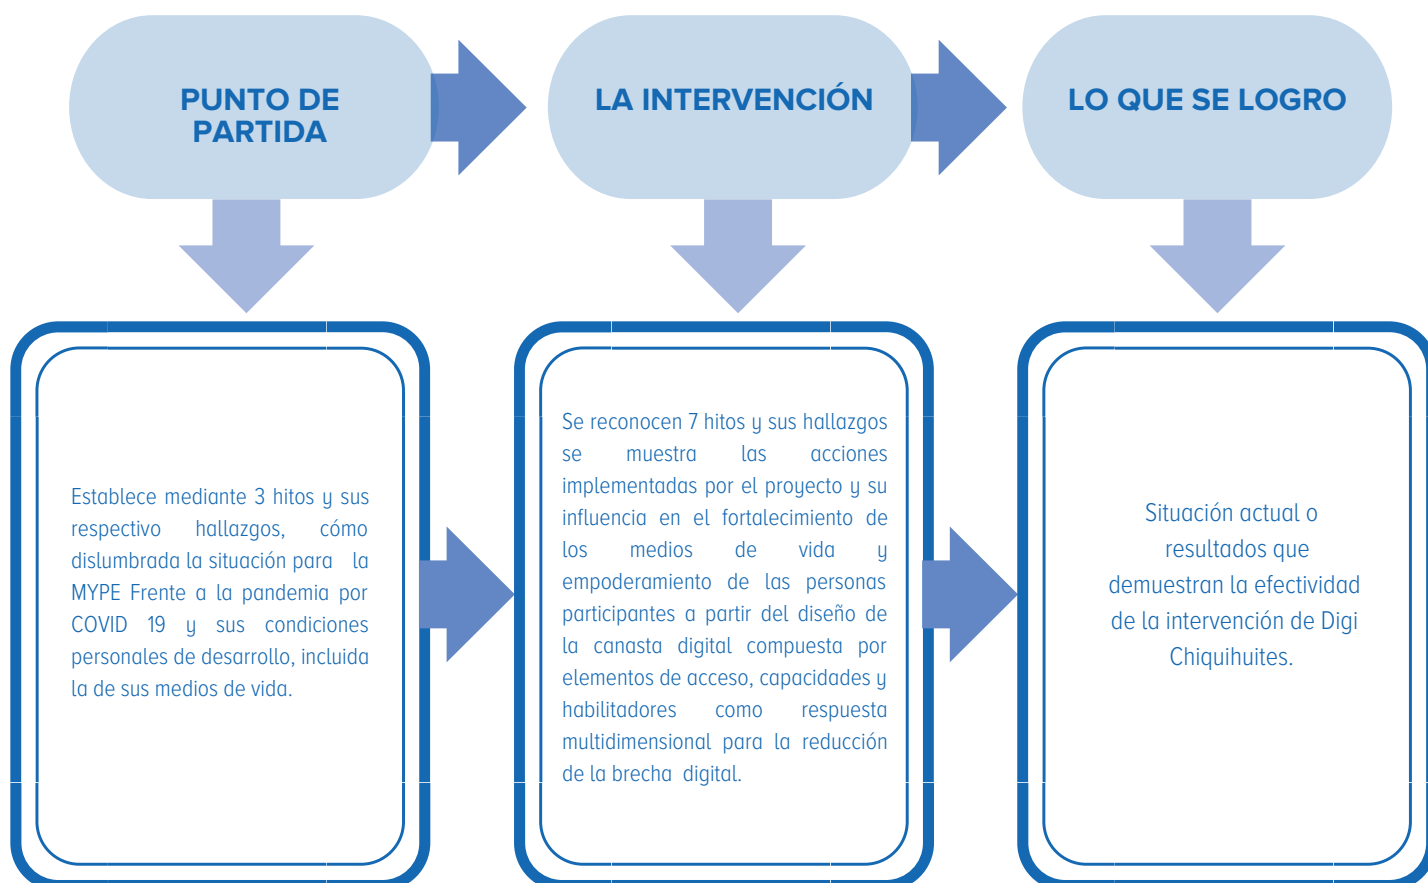 PUNTO DE
PARTIDA
LA INTERVENCIÓN
LO QUE SE LOGRO
Establece mediante 3 hitos y sus
respectivo hallazgos, cómo
dislumbrada la situación para la
MYPE Frente a la pandemia por
COVID 19 y sus condiciones
personales de desarrollo, incluida
la de sus medios de vida.
Se reconocen 7 hitos y sus hallazgos
se muestra las acciones
implementadas por el proyecto y su
influencia en el fortalecimiento de
los medios de vida y
empoderamiento de las personas
participantes a partir del diseño de
la canasta digital compuesta por
elementos de acceso, capacidades y
habilitadores como respuesta
multidimensional para la reducción
de la brecha digital.
Situación actual o
resultados que
demuestran la efectividad
de la intervención de Digi
Chiquihuites.